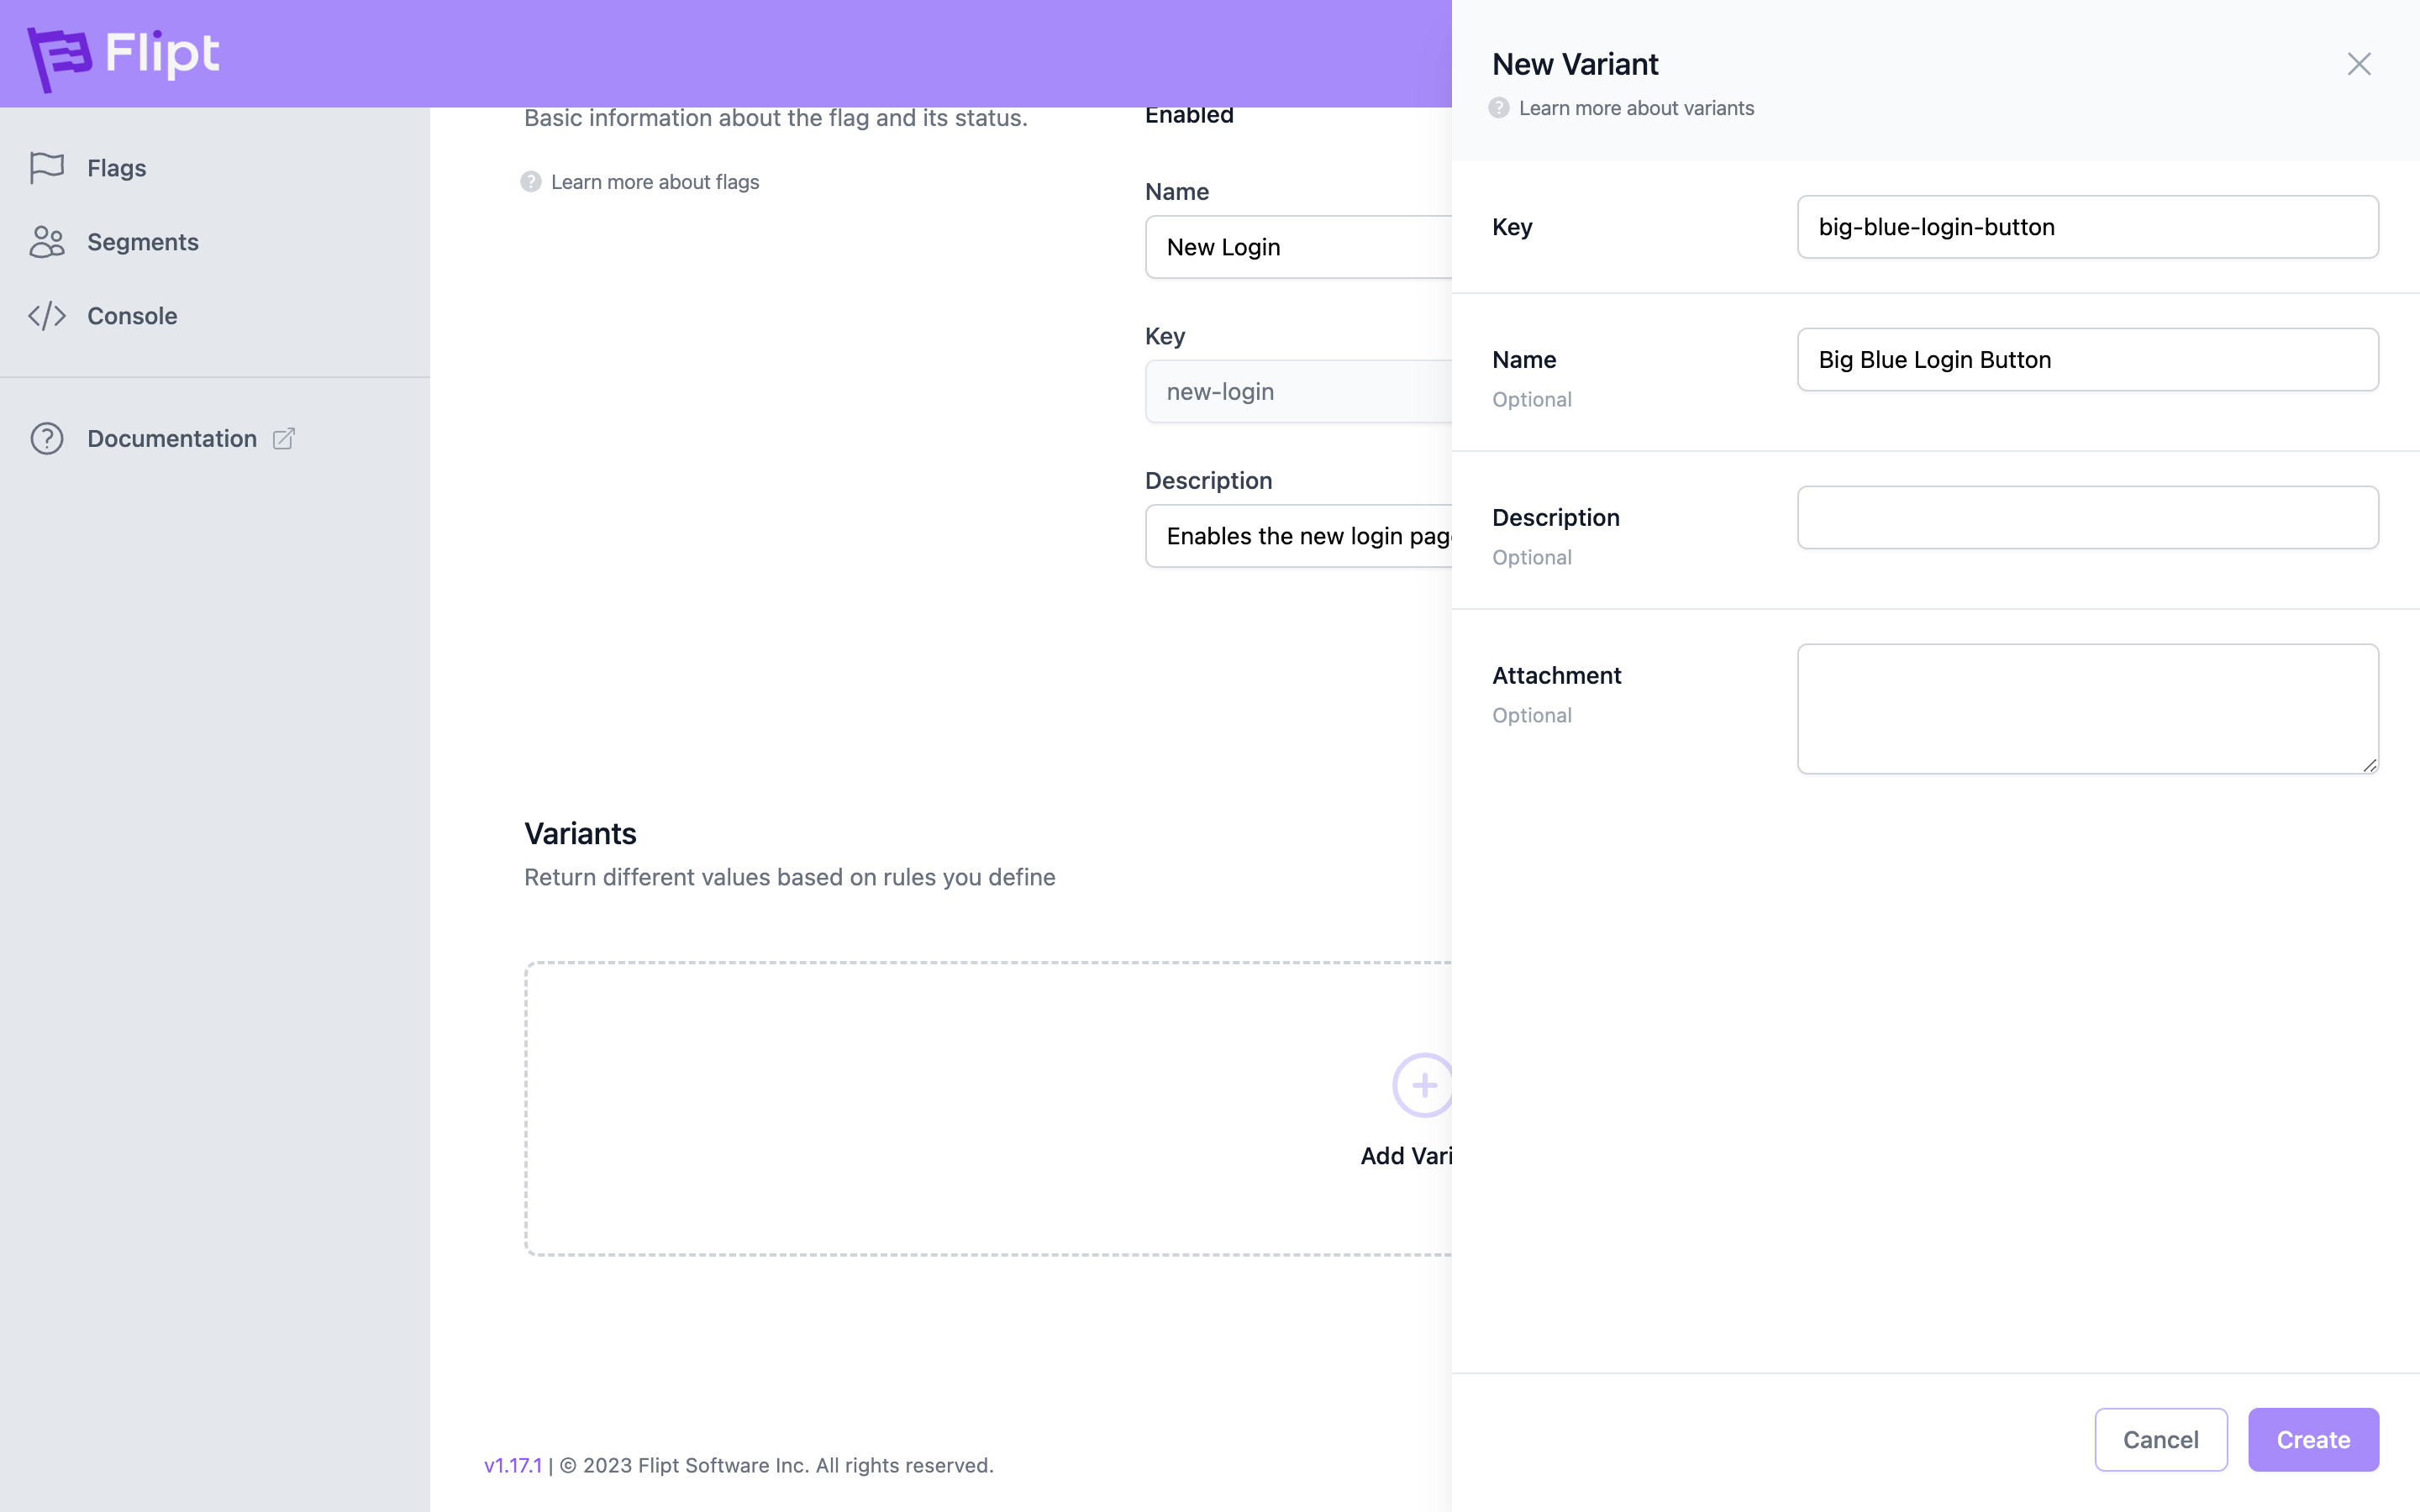 Flipt
Flags
Segments
Console
Documentation
Basic information about the flag and its status.
Learn more about flags
Enabled
Name
New Login
Key
new-login
Description
Enables the new login pag
Variants
Return different values based on rules you define
Add Vari
v1.17.1 | © 2023 Flipt Software Inc. All rights reserved.
New Variant
Learn more about variants
Key
big-blue-login-button
Name
Optional
Big Blue Login Button
Description
Optional
Attachment
Optional
Cancel
Create